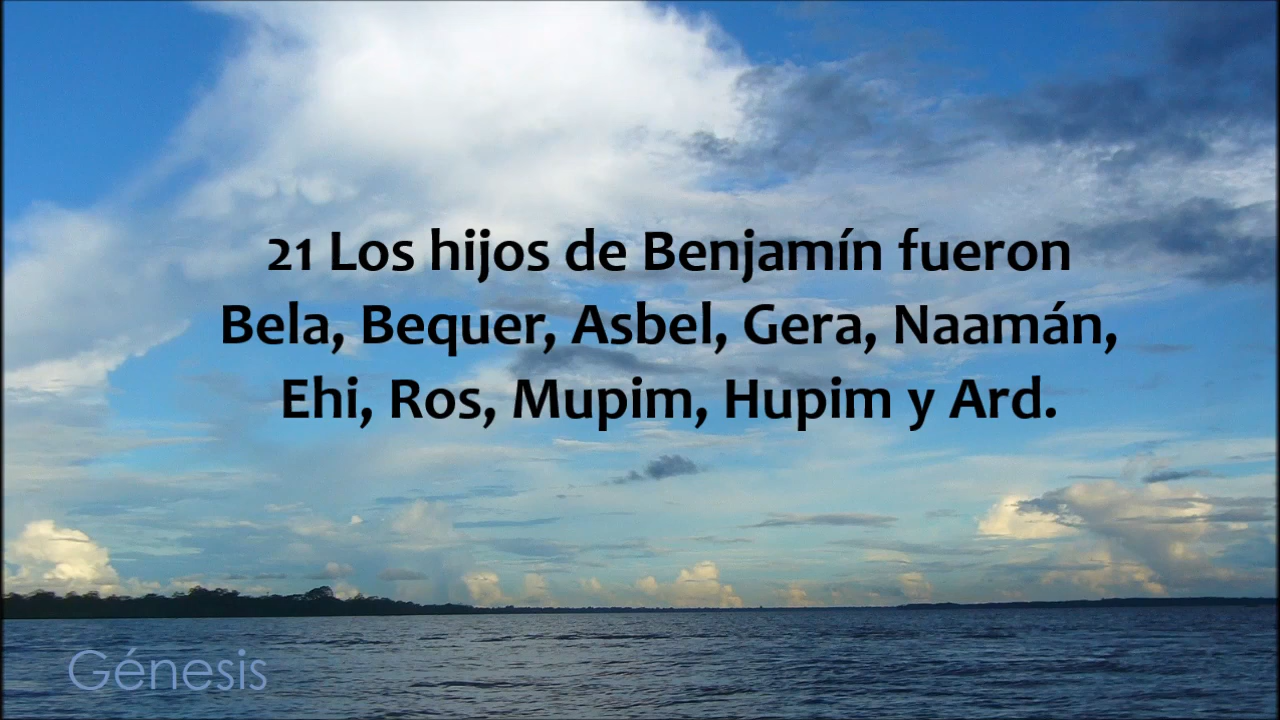 21 Los hijos de Benjamín fueron
Bela, Bequer, Asbel, Gera, Naamán,
Ehi, Ros, Mupim, Hupim y Ard.
Génesis